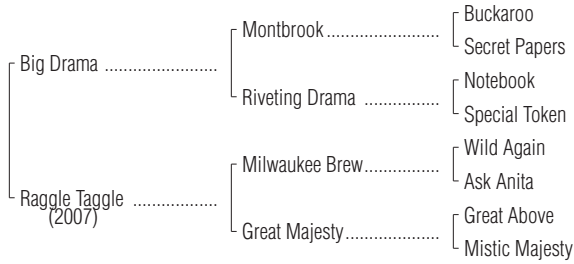 Buckaroo
Montbrook
Secret Papers
Big Drama
Notebook
Riveting Drama
Special Token
Wild Again
Milwaukee Brew
Ask Anita
Raggle Taggle
(2007)
Great Above
Great Majesty
Mistic Majesty